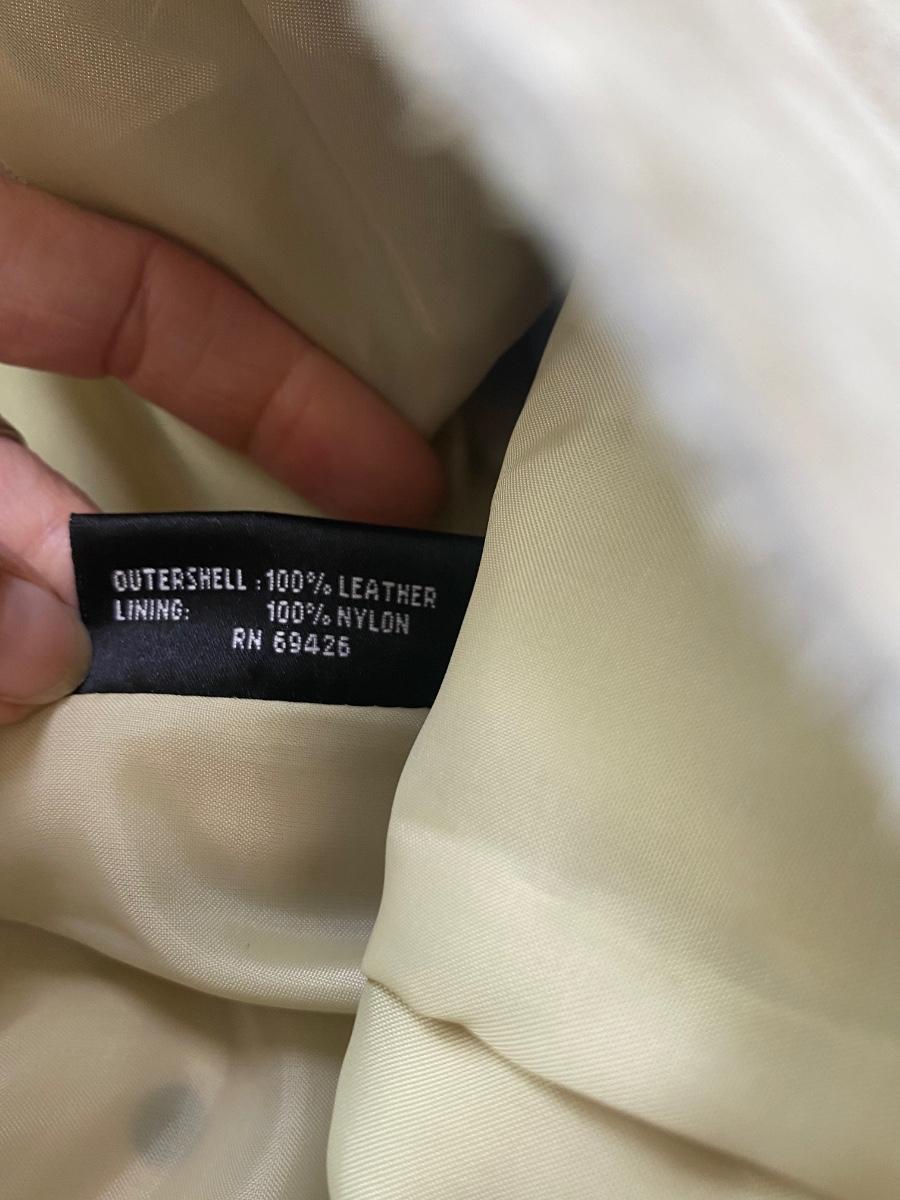 OUTERSHELL : 100% LEATHER
LINING: 100% NYLON
RN 69426